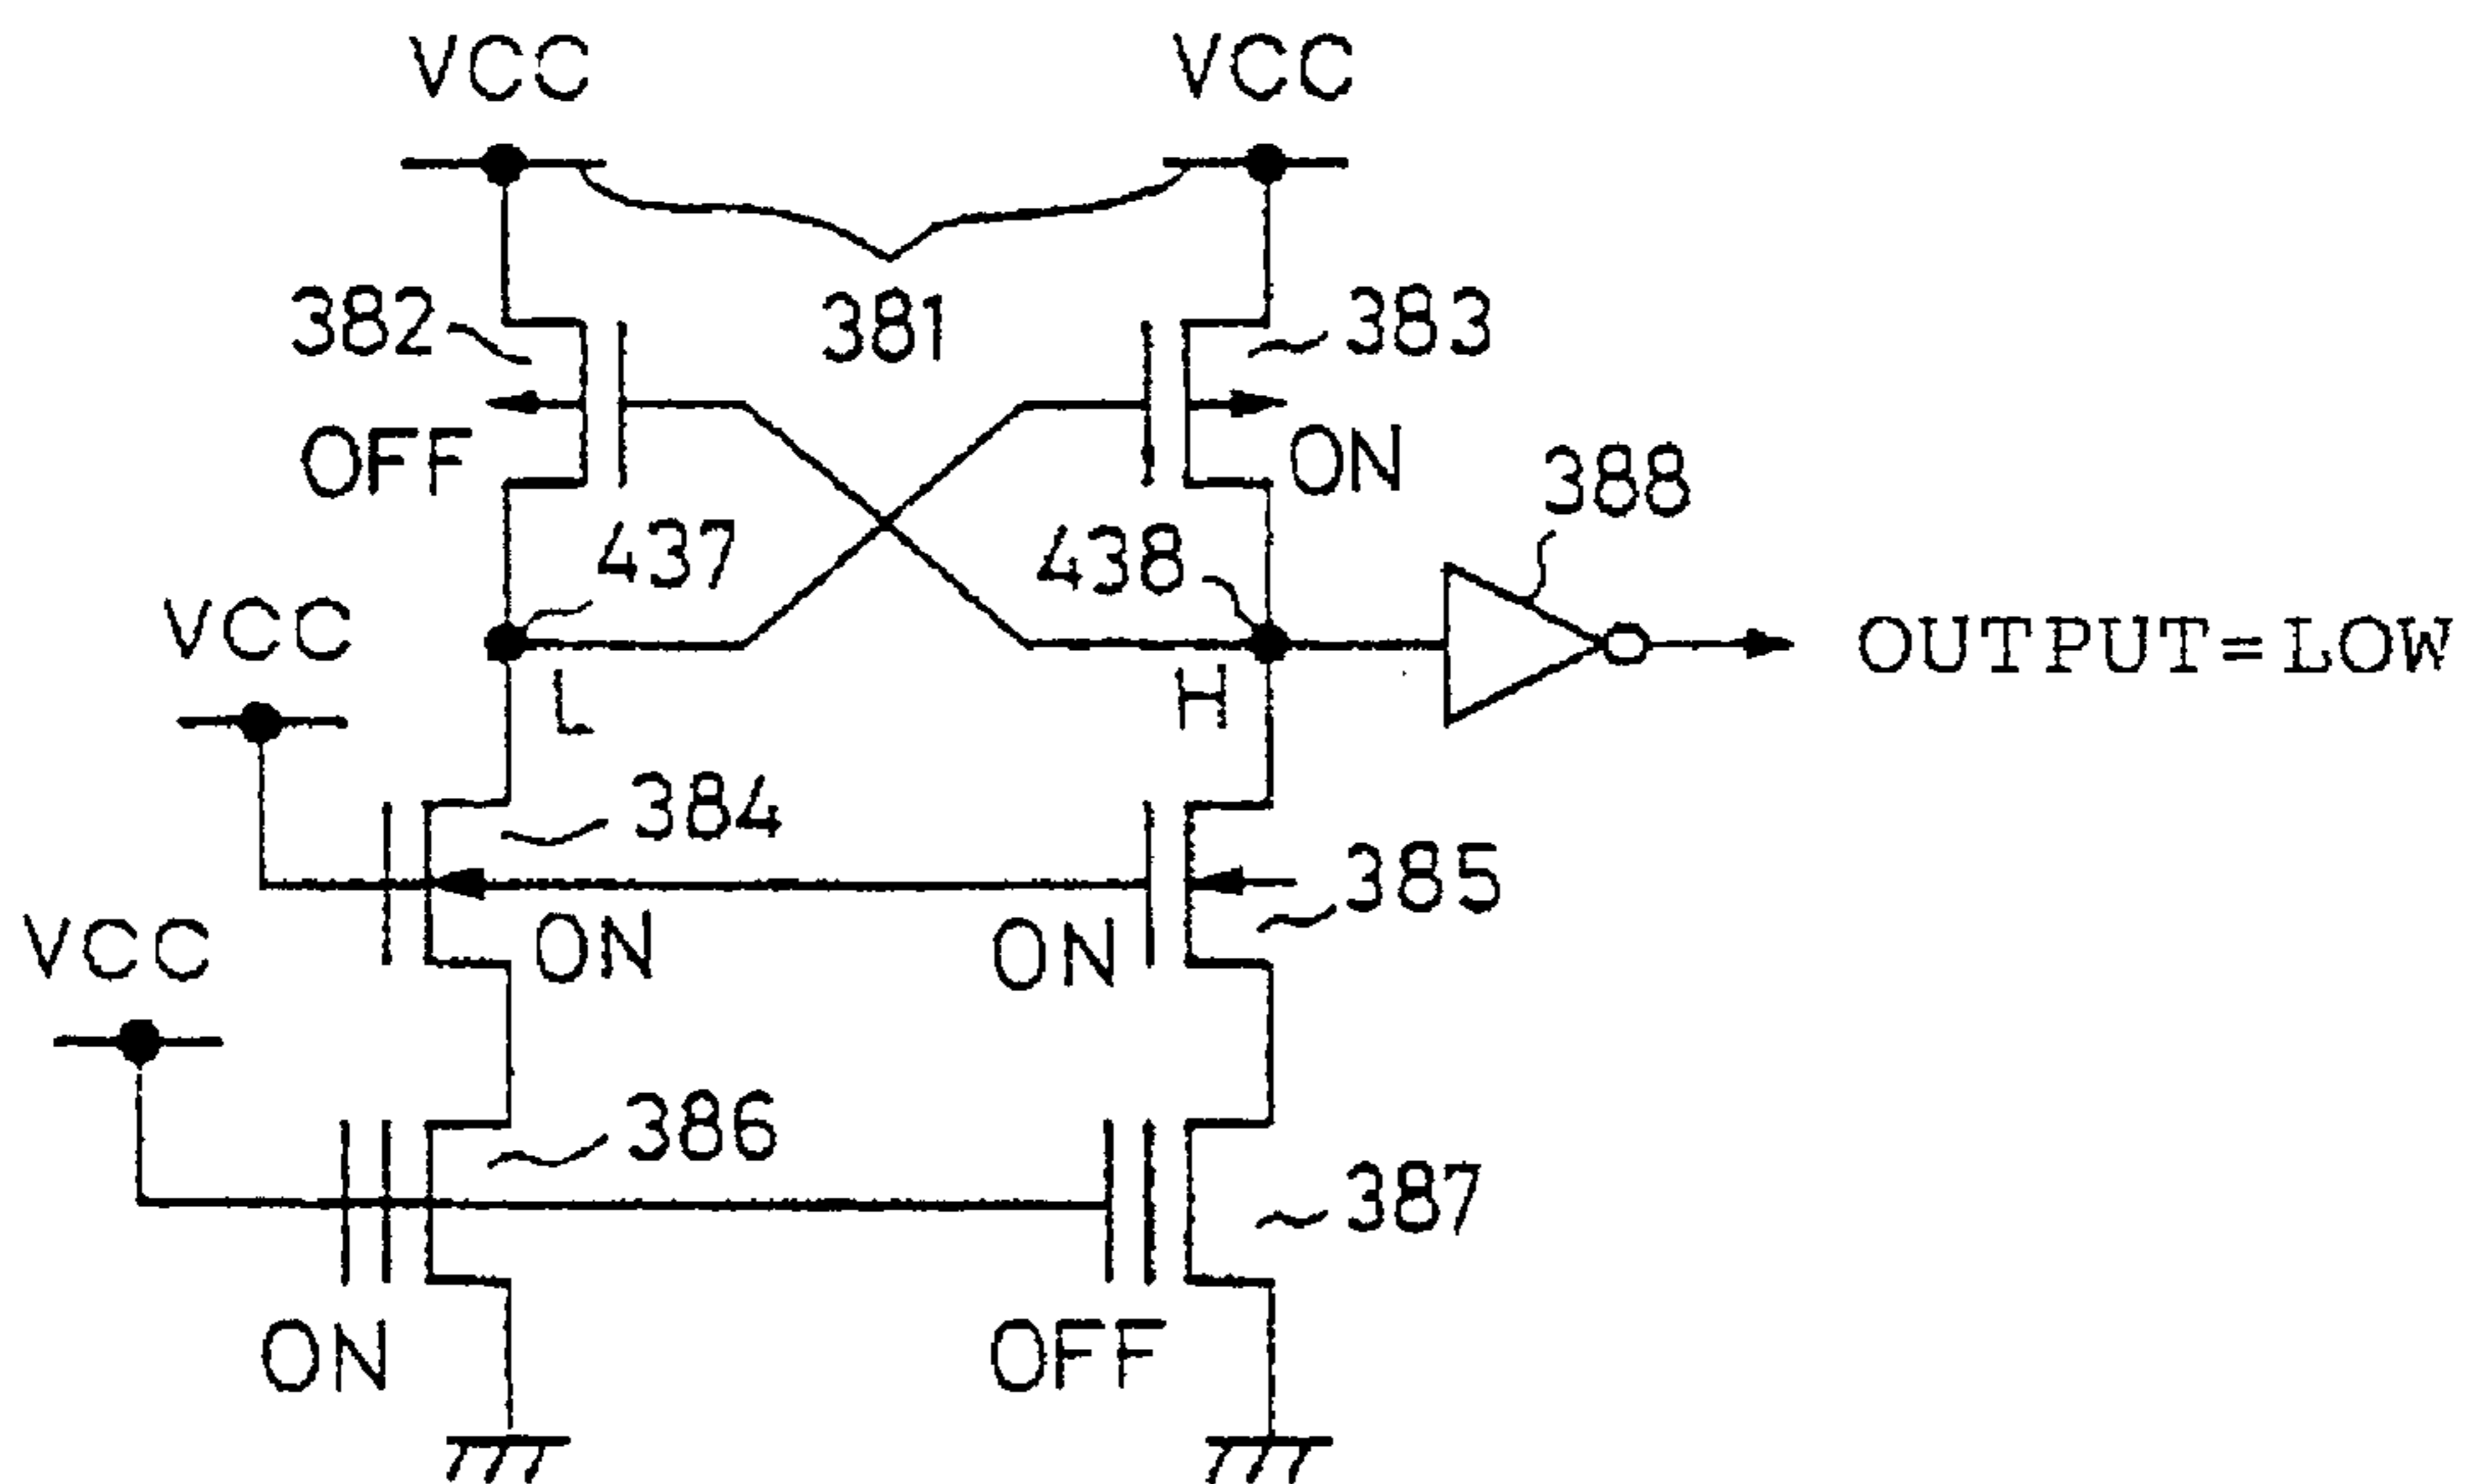 VCC
VCC
382
381
383
OFF
ON
388
437
438
VCC
OUTPUT=LOW
L
H
384
385
VCC
ON
ON
386
387
ON
OFF